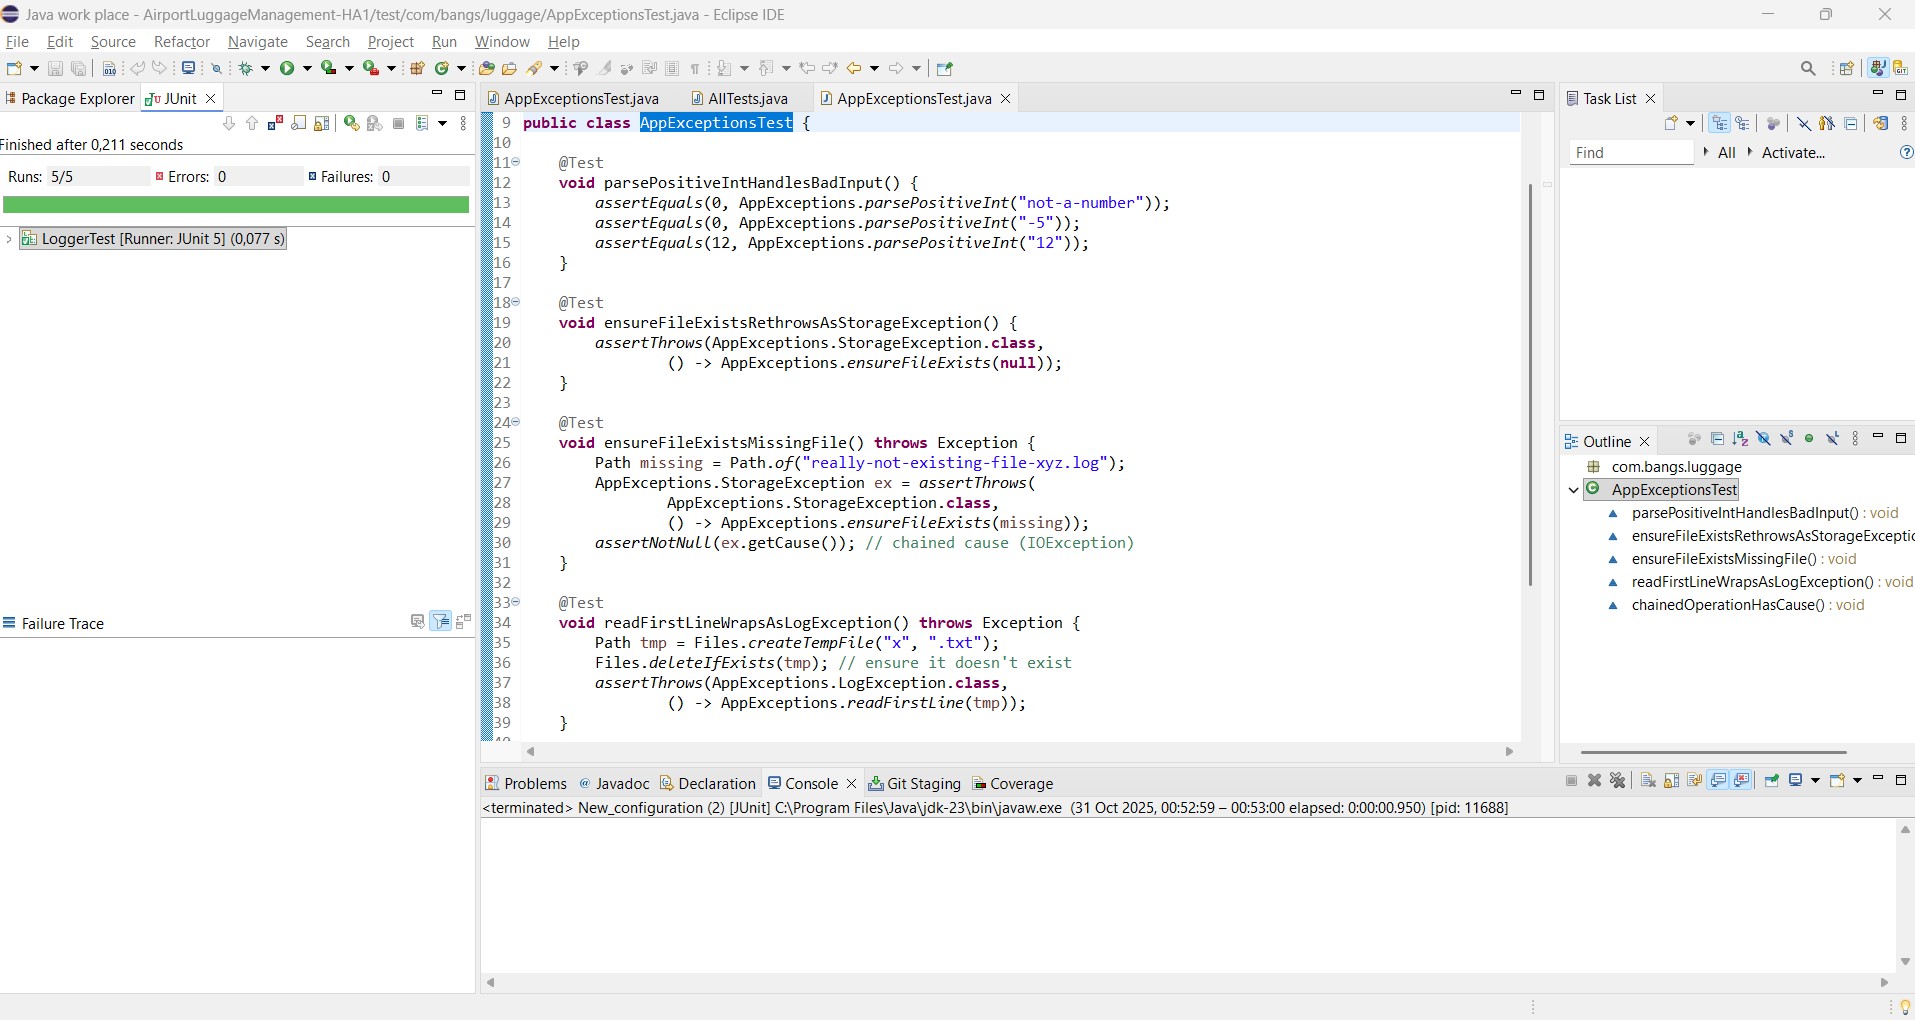 Java work place - AirportLuggageManagement-HA1/test/com/bangs/luggage/AppExceptionsTest.java - Eclipse IDE
File Edit Source Refactor Navigate Search Project Run Window Help
Package Explorer JUnit
Finished after 0,211 seconds
Runs: 5/5 Errors: 0 Failures: 0
LoggerTest [Runner: JUnit 5] (0,077 s)
Failure Trace
AppExceptionsTest.java AllTests.java AppExceptionsTest.java
9 public class AppExceptionsTest {
10
11 @Test
12 void parsePositiveIntHandlesBadInput() {
13 assertEquals(0, AppExceptions.parsePositiveInt("not-a-number"));
14 assertEquals(0, AppExceptions.parsePositiveInt("-5"));
15 assertEquals(12, AppExceptions.parsePositiveInt("12"));
16 }
17
18 @Test
19 void ensureFileExistsRethrowsAsStorageException() {
20 assertThrows(AppExceptions.StorageException.class,
21 () -> AppExceptions.ensureFileExists(null));
22 }
23
24 @Test
25 void ensureFileExistsMissingFile() throws Exception {
26 Path missing = Path.of("really-not-existing-file-xyz.log");
27 AppExceptions.StorageException ex = assertThrows(
28 AppExceptions.StorageException.class,
29 () -> AppExceptions.ensureFileExists(missing));
30 assertNotNull(ex.getCause()); // chained cause (IOException)
31 }
32
33 @Test
34 void readFirstLineWrapsAsLogException() throws Exception {
35 Path tmp = Files.createTempFile("x", ".txt");
36 Files.deleteIfExists(tmp); // ensure it doesn't exist
37 assertThrows(AppExceptions.LogException.class,
38 () -> AppExceptions.readFirstLine(tmp));
39 }
Task List
Find All Activate...
Outline
com.bangs.luggage
AppExceptionsTest
parsePositiveIntHandlesBadInput() : void
ensureFileExistsRethrowsAsStorageExcepti
ensureFileExistsMissingFile() : void
readFirstLineWrapsAsLogException() : void
chainedOperationHasCause() : void
Problems @ Javadoc Declaration Console Git Staging Coverage
<terminated> New_configuration (2) [JUnit] C:\Program Files\Java\jdk-23\bin\javaw.exe (31 Oct 2025, 00:52:59 – 00:53:00 elapsed: 0:00:00.950) [pid: 11688]